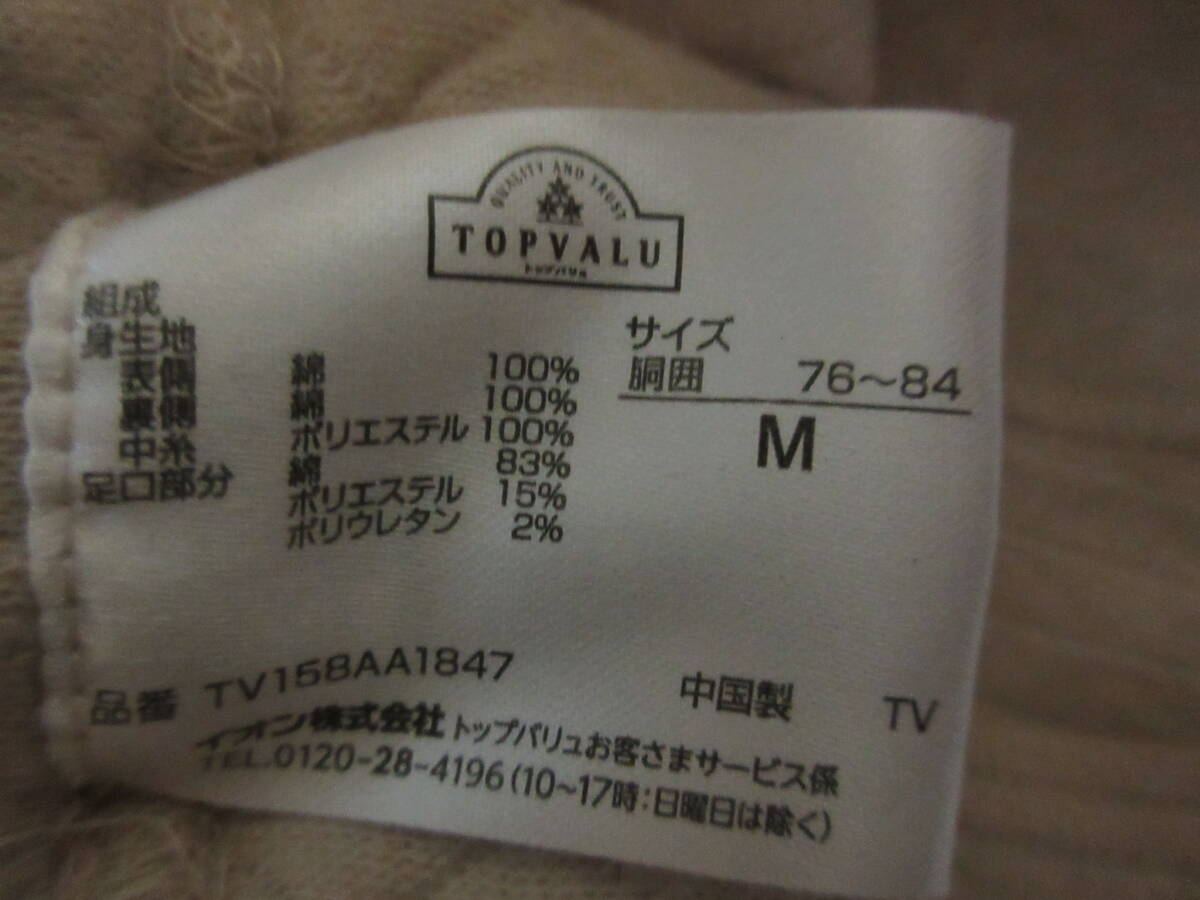 QUALITY AND TRUST
TOPVALU
トップバリュ
組成
身生地
表側 綿 100%
裏側 綿 100%
中糸 ポリエステル 100%
足口部分 綿 83%
ポリエステル 15%
ポリウレタン 2%
サイズ
胴囲 76〜84
M
品番 TV158AA1847
中国製 TV
イオン株式会社 トップバリュお客さまサービス係
TEL.0120-28-4196(10〜17時:日曜日は除く)